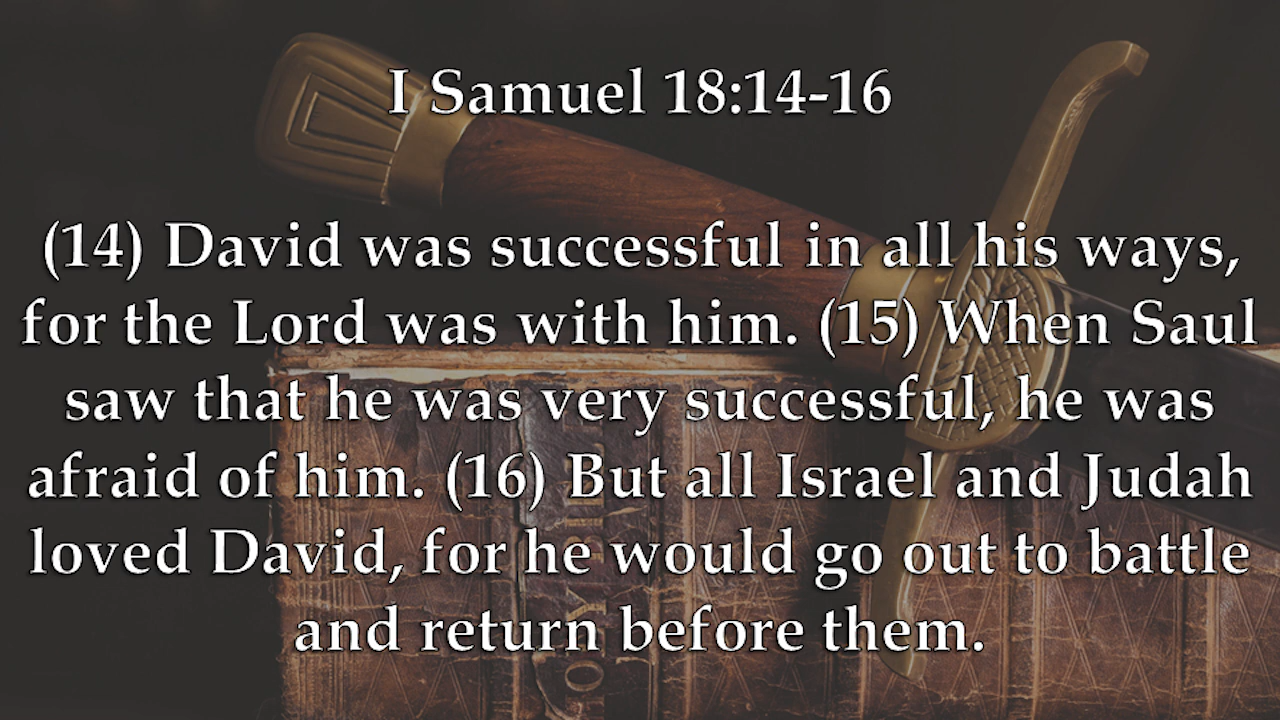 I Samuel 18:14-16
(14) David was successful in all his ways,
for the Lord was with him. (15) When Saul
saw that he was very successful, he was
afraid of him. (16) But all Israel and Judah
loved David, for he would go out to battle
and return before them.